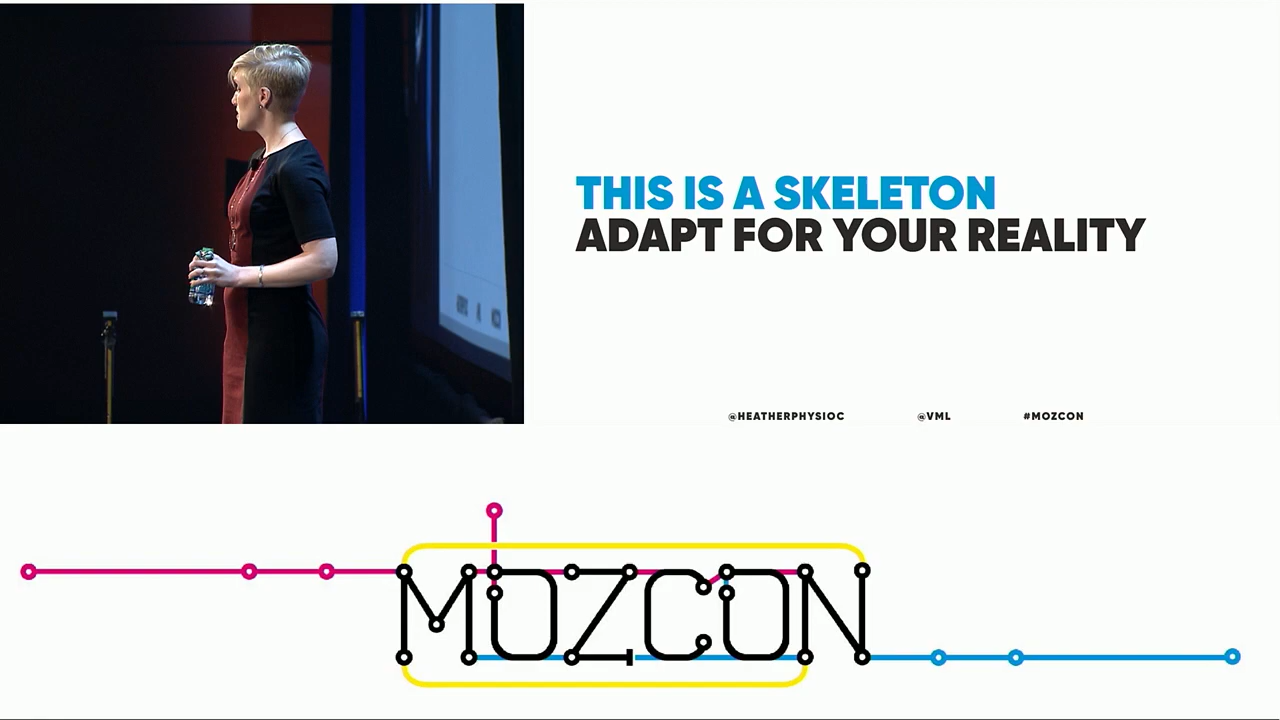 THIS IS A SKELETON
ADAPT FOR YOUR REALITY
@HEATHERPHYSIOC @VML #MOZCON
MOZCON